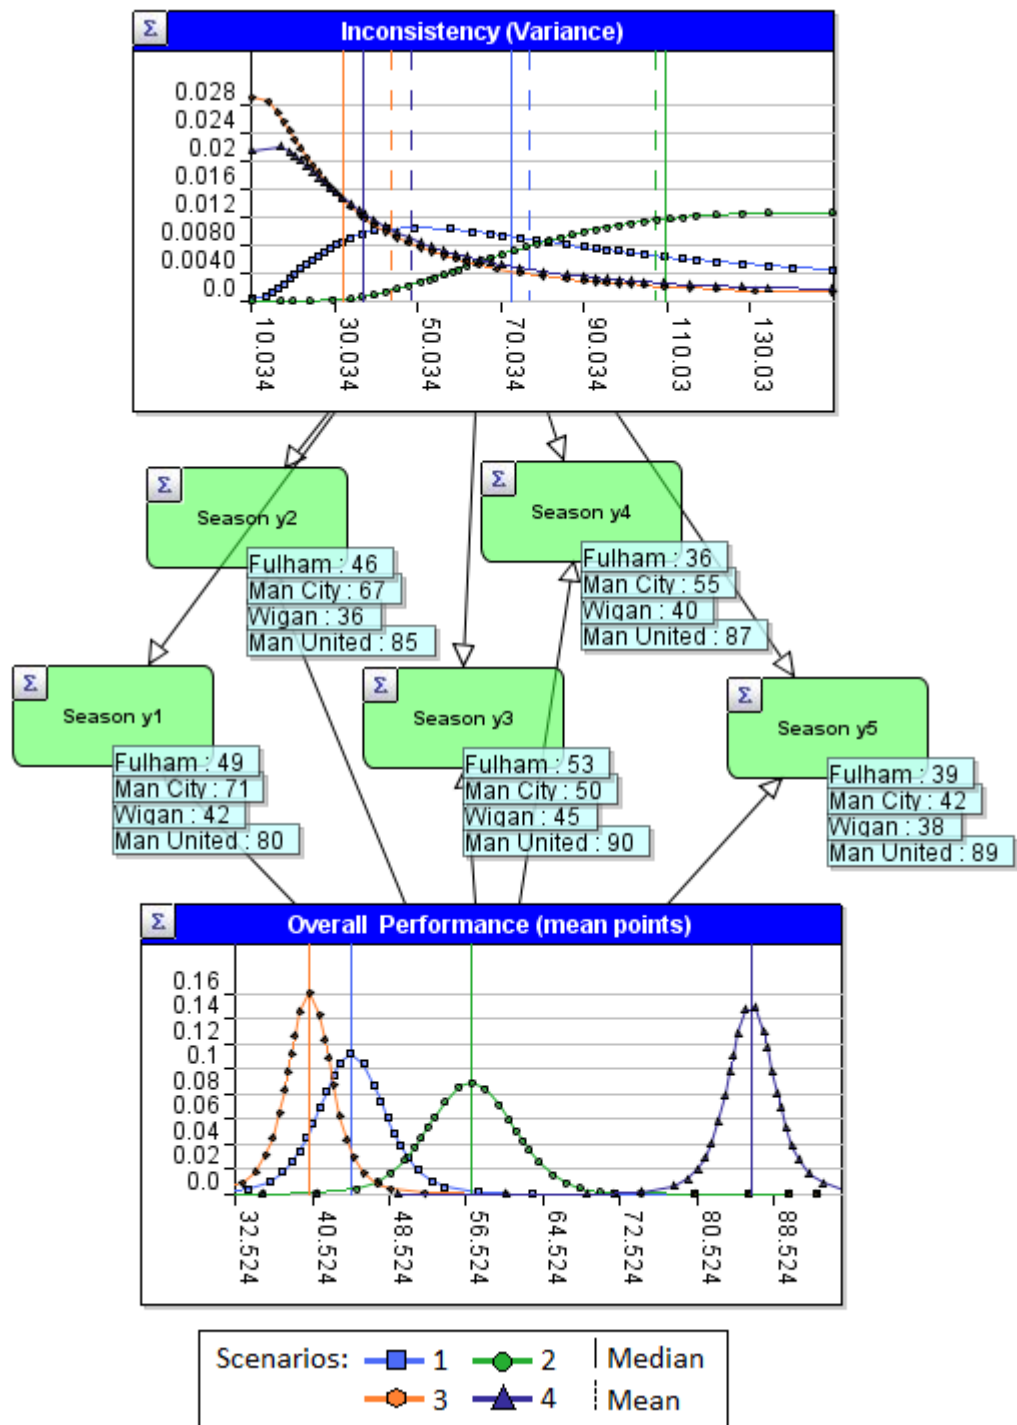 Σ
Inconsistency (Variance)
0.028
0.024
0.02
0.016
0.012
0.0080
0.0040
0.0
10.034
30.034
50.034
70.034
90.034
110.03
130.03
Σ
Season y2
Fulham : 46
Man City : 67
Wigan : 36
Man United : 85
Σ
Season y4
Fulham : 36
Man City : 55
Wigan : 40
Man United : 87
Σ
Season y1
Fulham : 49
Man City : 71
Wigan : 42
Man United : 80
Σ
Season y3
Fulham : 53
Man City : 50
Wigan : 45
Man United : 90
Σ
Season y5
Fulham : 39
Man City : 42
Wigan : 38
Man United : 89
Σ
Overall Performance (mean points)
0.16
0.14
0.12
0.1
0.08
0.06
0.04
0.02
0.0
32.524
40.524
48.524
56.524
64.524
72.524
80.524
88.524
Scenarios: 1 2 Median
3 4 Mean